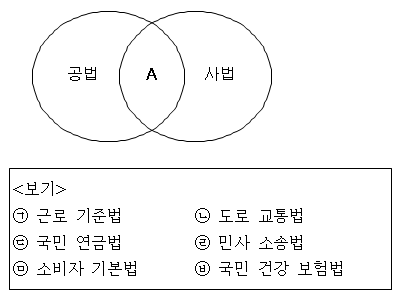 공법 A 사법
<보기>
㉠ 근로 기준법 ㉡ 도로 교통법
㉢ 국민 연금법 ㉣ 민사 소송법
㉤ 소비자 기본법 ㉥ 국민 건강 보험법